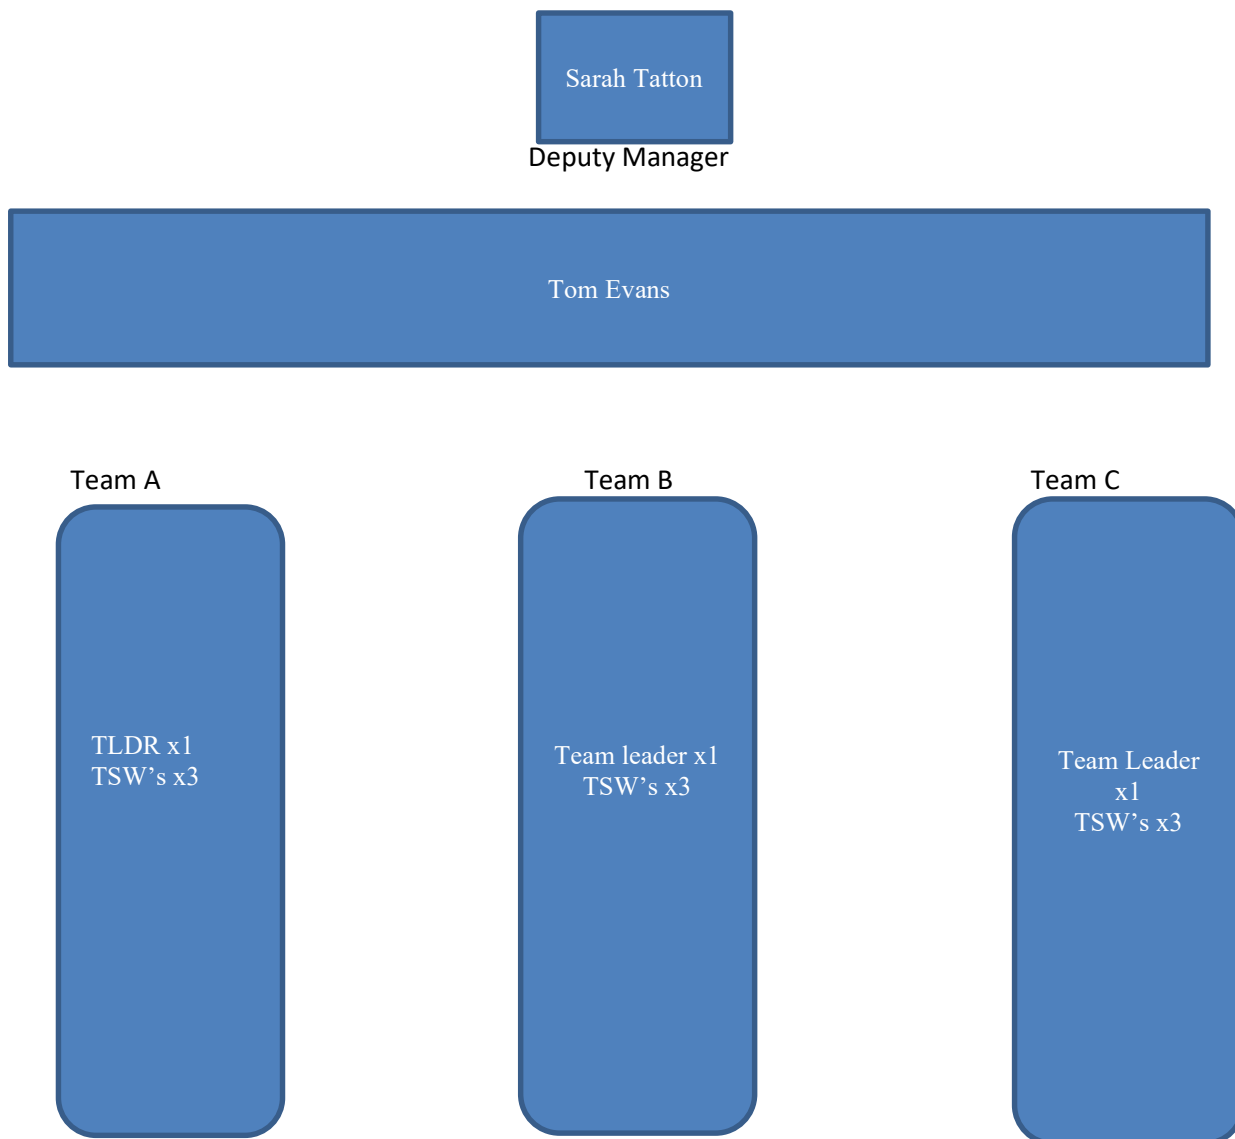 Sarah Tatton
Deputy Manager
Tom Evans
Team A
Team B
Team C
TLDR x1
TSW’s x3
Team leader x1
TSW’s x3
Team Leader
x1
TSW’s x3